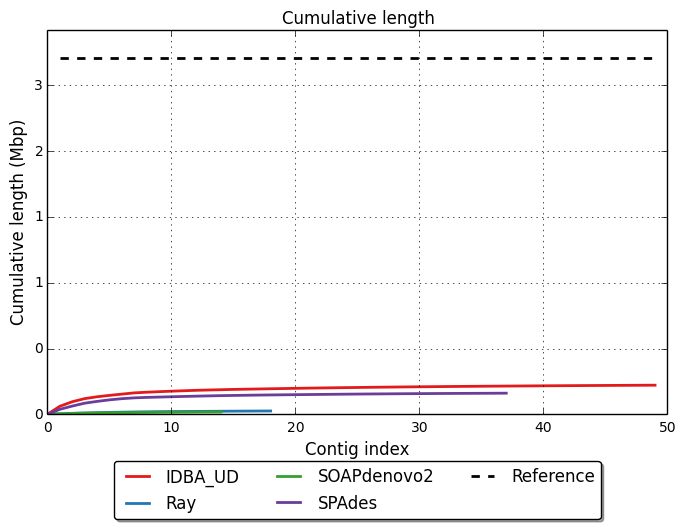 Cumulative length
3
2
1
1
0
0
Cumulative length (Mbp)
0 10 20 30 40 50
Contig index
IDBA_UD SOAPdenovo2 Reference
Ray SPAdes